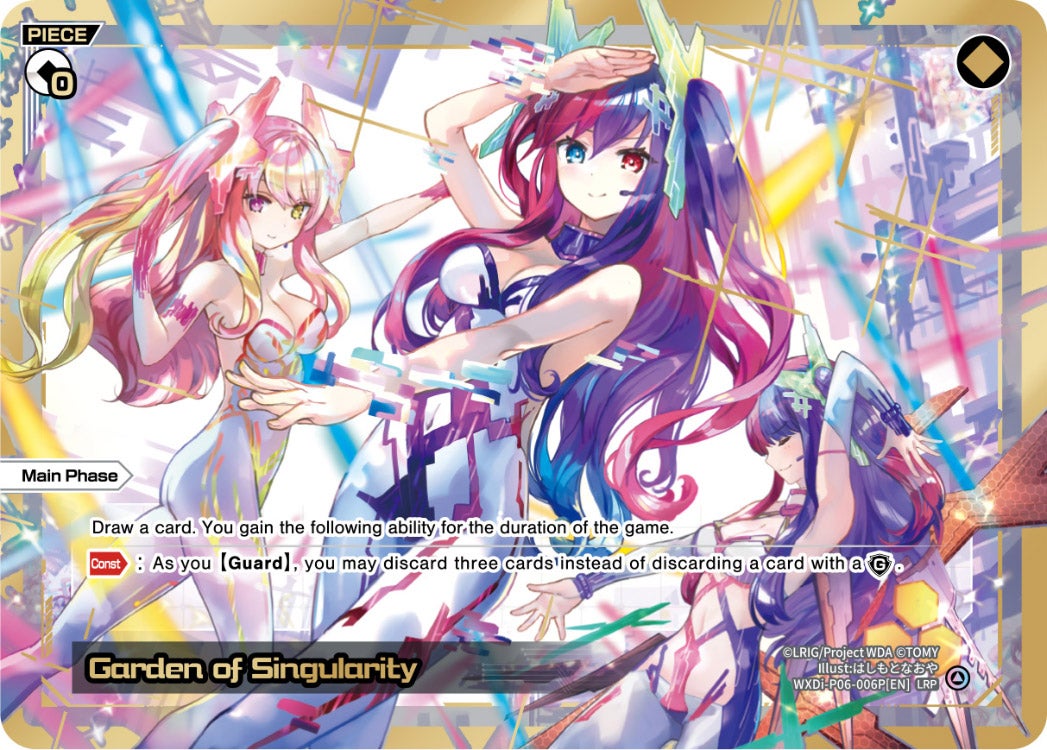 PIECE
0
Main Phase
Draw a card. You gain the following ability for the duration of the game.
Const : As you 【Guard】, you may discard three cards instead of discarding a card with a G.
Garden of Singularity
©LRIG/Project WDA ©TOMY
Illust:はしもとなおや
WXDi-P06-006P[EN] LRP